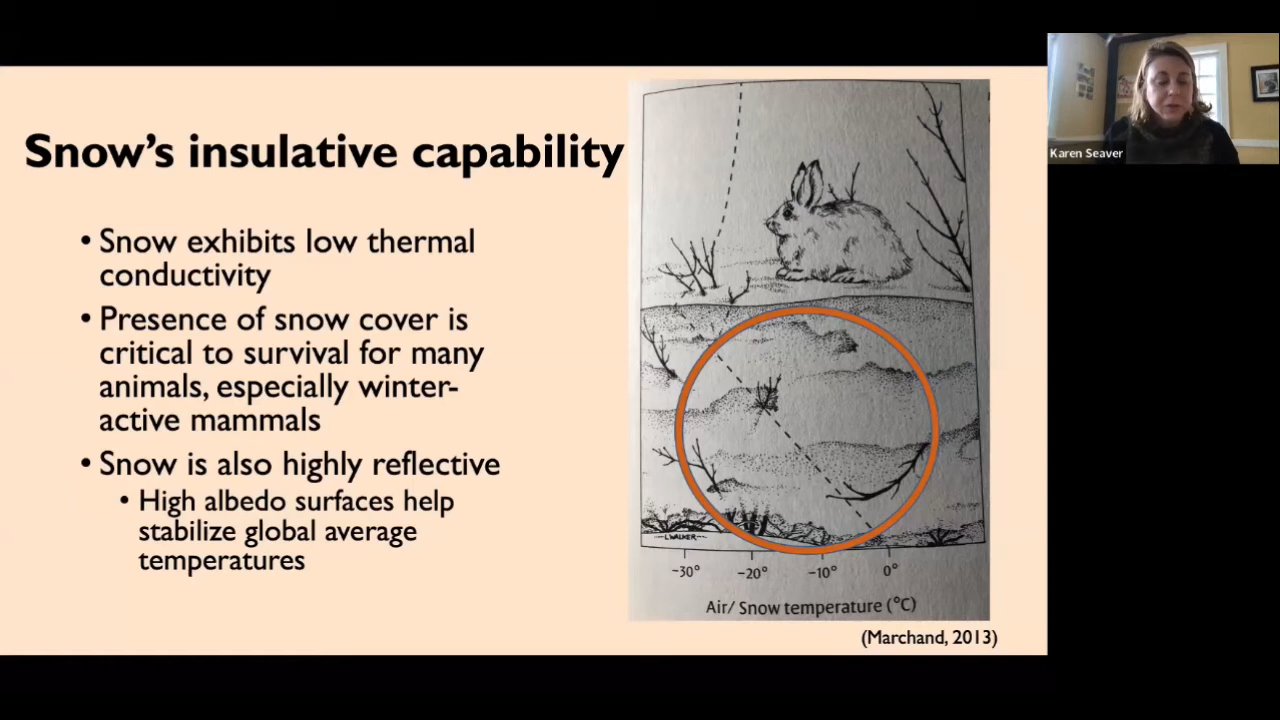 Snow's insulative capability
• Snow exhibits low thermal
conductivity
• Presence of snow cover is
critical to survival for many
animals, especially winter-
active mammals
• Snow is also highly reflective
• High albedo surfaces help
stabilize global average
temperatures
L.WALKER
-30° -20° -10° 0°
Air/ Snow temperature (°C)
(Marchand, 2013)
Karen Seaver